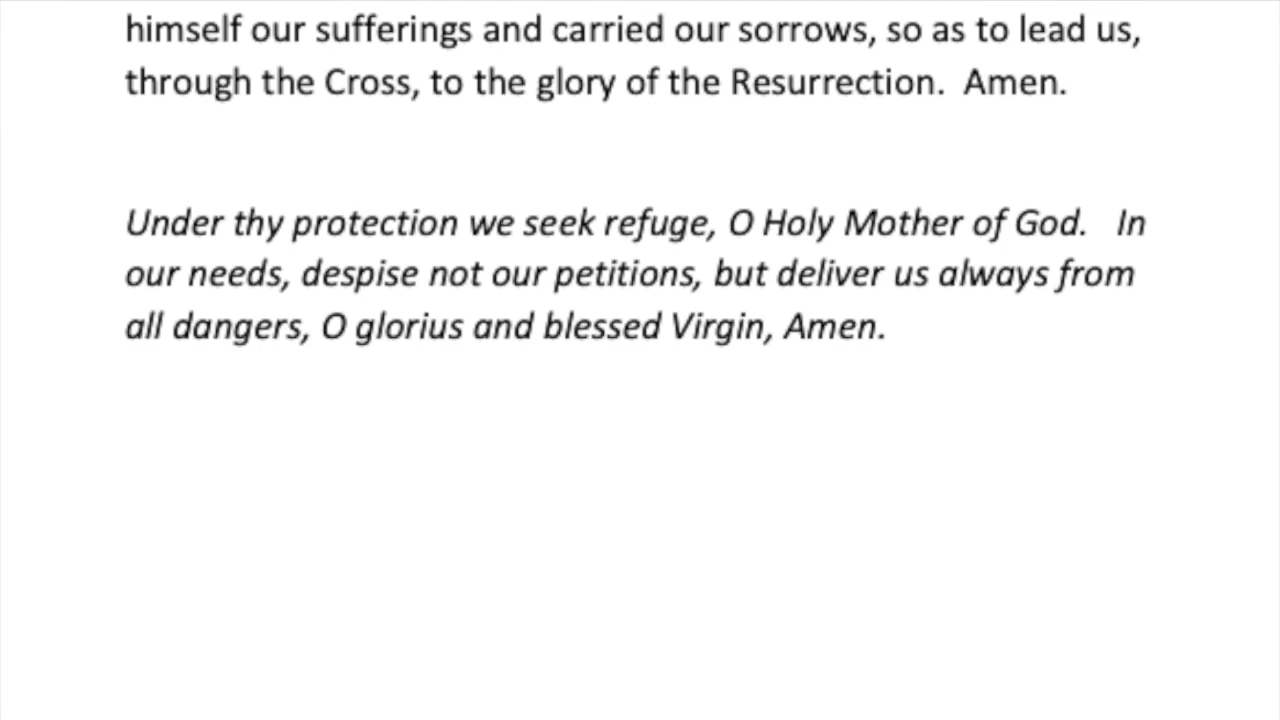 himself our sufferings and carried our sorrows, so as to lead us,
through the Cross, to the glory of the Resurrection.  Amen.
Under thy protection we seek refuge, O Holy Mother of God.   In
our needs, despise not our petitions, but deliver us always from
all dangers, O glorius and blessed Virgin, Amen.